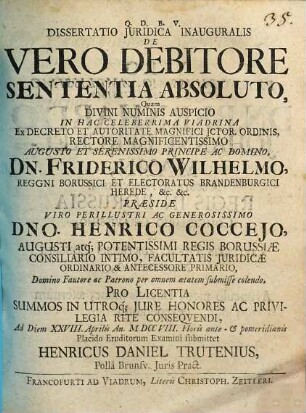 35.
Q. D. B. V.
DISSERTATIO JURIDICA INAUGURALIS
DE
VERO DEBITORE
SENTENTIA ABSOLUTO,
Quam
DIVINI NUMINIS AUSPICIO
IN HAC CELEBERRIMA VIADRINA
Ex DECRETO ET AUTORITATE MAGNIFICI JCTOR. ORDINIS,
RECTORE MAGNIFICENTISSIMO
AUGUSTO ET SERENISSIMO PRINCIPE AC DOMINO,
DN. FRIDERICO WILHELMO,
REGGNI BORUSSICI ET ELECTORATUS BRANDENBURGICI
HEREDE, &c. &c.
PRÆSIDE
VIRO PERILLUSTRI AC GENEROSISSIMO
DNO. HENRICO COCCEJO,
AUGUSTI atq; POTENTISSIMI REGIS BORUSSIÆ
CONSILIARIO INTIMO, FACULTATIS JURIDICÆ
ORDINARIO & ANTECESSORE PRIMARIO,
Domino Fautore ac Patrono per omnem ætatem submisse colendo,
PRO LICENTIA
SUMMOS IN UTROq; JURE HONORES AC PRIVI-
LEGIA RITE CONSEQVENDI,
Ad Diem XXVIII. Aprilis An. M DCC VIII. Horis ante- & pomeridianis
Placido Eruditorum Examini submittet
HENRICUS DANIEL TRUTENIUS,
Pollâ Brunsv. Juris Pract.
FRANCOFURTI AD VIADRUM, Literis CHRISTOPH. ZEITLERI.